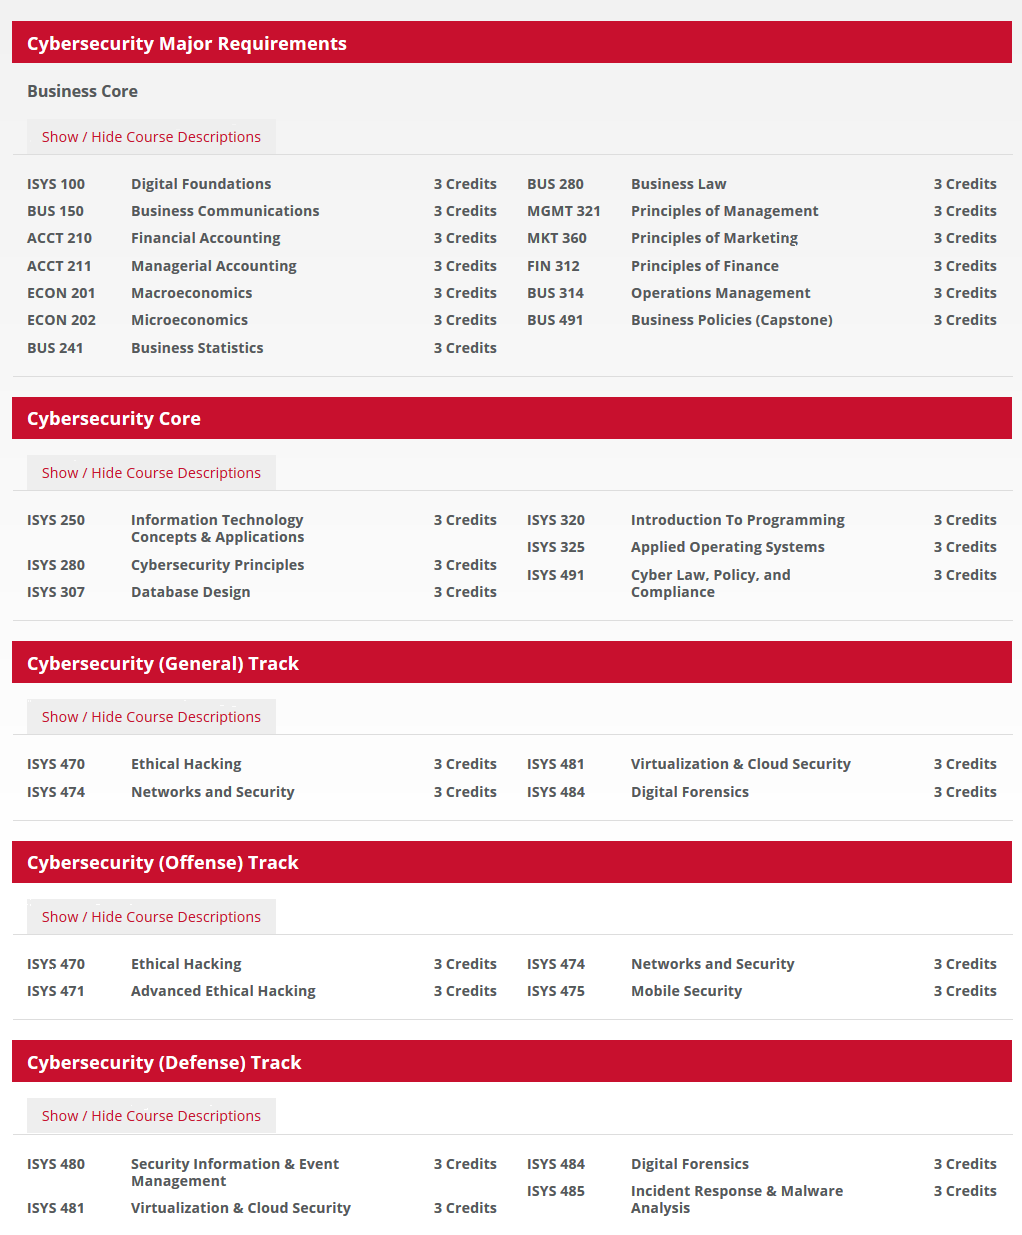 Cybersecurity Major Requirements
Business Core
Show / Hide Course Descriptions
ISYS 100 Digital Foundations 3 Credits
BUS 150 Business Communications 3 Credits
ACCT 210 Financial Accounting 3 Credits
ACCT 211 Managerial Accounting 3 Credits
ECON 201 Macroeconomics 3 Credits
ECON 202 Microeconomics 3 Credits
BUS 241 Business Statistics 3 Credits
BUS 280 Business Law 3 Credits
MGMT 321 Principles of Management 3 Credits
MKT 360 Principles of Marketing 3 Credits
FIN 312 Principles of Finance 3 Credits
BUS 314 Operations Management 3 Credits
BUS 491 Business Policies (Capstone) 3 Credits
Cybersecurity Core
Show / Hide Course Descriptions
ISYS 250 Information Technology 3 Credits
Concepts & Applications
ISYS 280 Cybersecurity Principles 3 Credits
ISYS 307 Database Design 3 Credits
ISYS 320 Introduction To Programming 3 Credits
ISYS 325 Applied Operating Systems 3 Credits
ISYS 491 Cyber Law, Policy, and 3 Credits
Compliance
Cybersecurity (General) Track
Show / Hide Course Descriptions
ISYS 470 Ethical Hacking 3 Credits
ISYS 474 Networks and Security 3 Credits
ISYS 481 Virtualization & Cloud Security 3 Credits
ISYS 484 Digital Forensics 3 Credits
Cybersecurity (Offense) Track
Show / Hide Course Descriptions
ISYS 470 Ethical Hacking 3 Credits
ISYS 471 Advanced Ethical Hacking 3 Credits
ISYS 474 Networks and Security 3 Credits
ISYS 475 Mobile Security 3 Credits
Cybersecurity (Defense) Track
Show / Hide Course Descriptions
ISYS 480 Security Information & Event 3 Credits
Management
ISYS 481 Virtualization & Cloud Security 3 Credits
ISYS 484 Digital Forensics 3 Credits
ISYS 485 Incident Response & Malware 3 Credits
Analysis